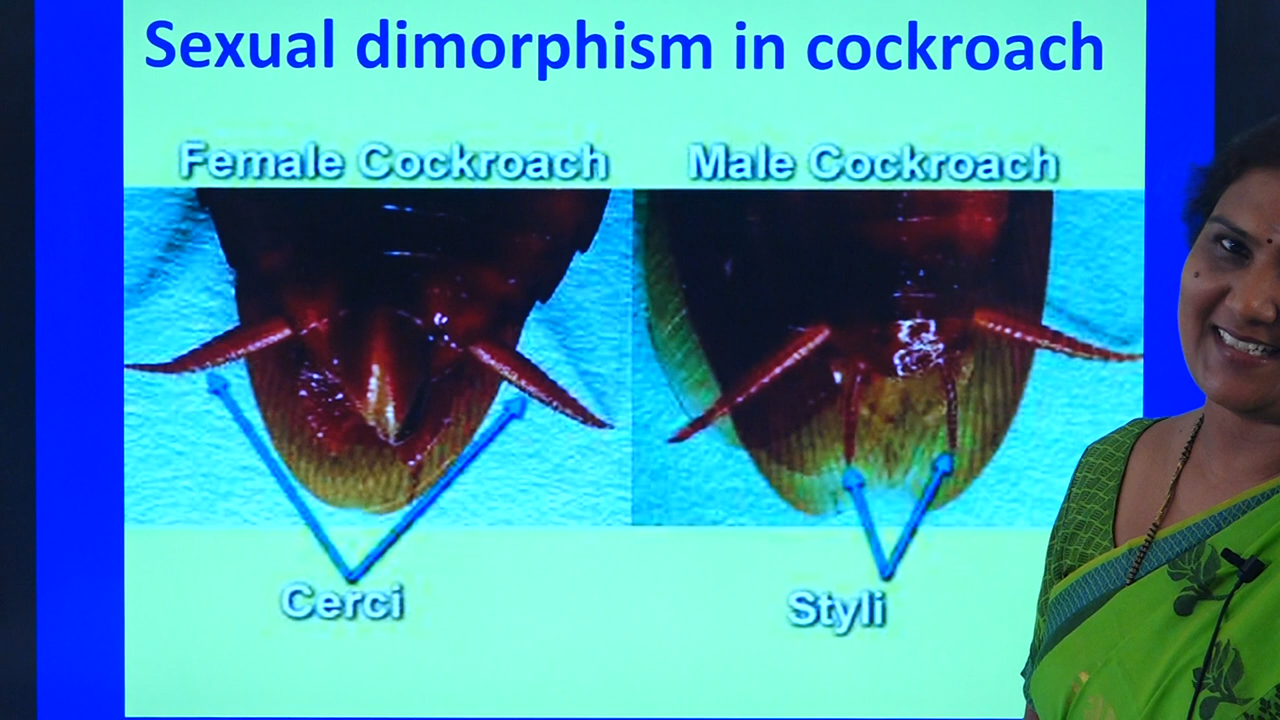 Sexual dimorphism in cockroach
Female Cockroach
Male Cockroach
Cerci
Styli